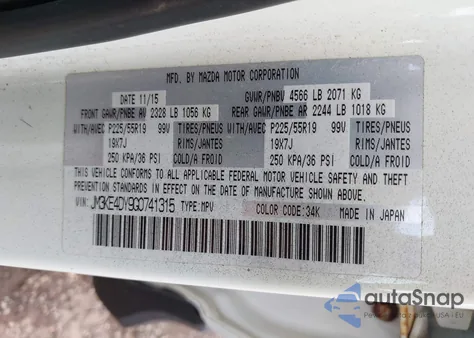 MFD. BY MAZDA MOTOR CORPORATION
DATE 11/15 GVWR/PNBV 4566 LB 2071 KG
FRONT GAWR/PNBE AV 2328 LB 1056 KG REAR GAWR/PNBE AR 2244 LB 1018 KG
WITH/AVEC P225/55R19 99V TIRES/PNEUS WITH/AVEC P225/55R19 99V TIRES/PNEUS
19X7J RIMS/JANTES 19X7J RIMS/JANTES
250 KPA/36 PSI COLD/A FROID 250 KPA/36 PSI COLD/A FROID
THIS VEHICLE CONFORMS TO ALL APPLICABLE FEDERAL MOTOR VEHICLE SAFETY AND
THEFT PREVENTION STANDARDS IN EFFECT ON THE DATE OF MANUFACTURE SHOWN ABOVE.
VIN: JM3KE4DY9G0741315 TYPE: MPV COLOR CODE: 34K MADE IN JAPAN
autoSnap